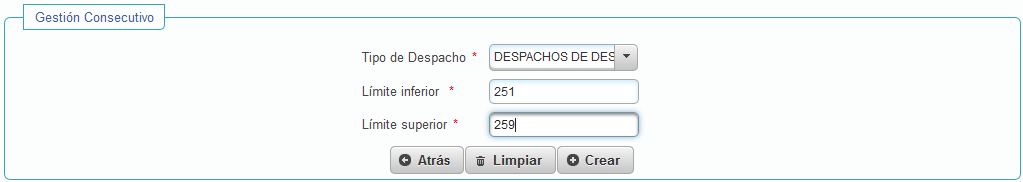 Gestión Consecutivo
Tipo de Despacho * DESPACHOS DE DES
Límite inferior * 251
Límite superior * 259
Atrás Limpiar Crear